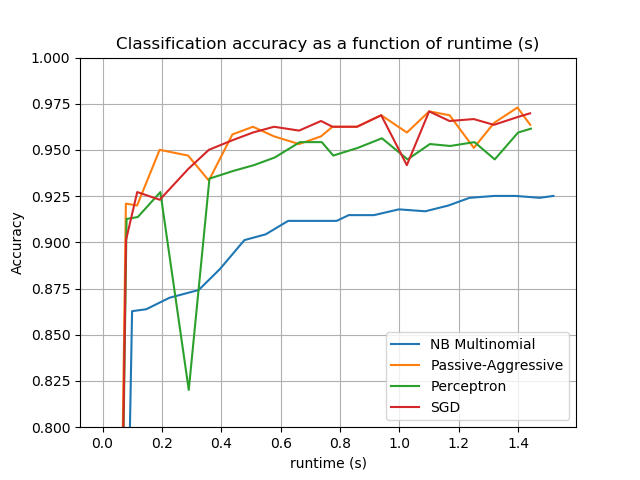 Classification accuracy as a function of runtime (s)
1.000
0.975
0.950
0.925
0.900
0.875
0.850
0.825
0.800
Accuracy
0.0 0.2 0.4 0.6 0.8 1.0 1.2 1.4
runtime (s)
NB Multinomial
Passive-Aggressive
Perceptron
SGD